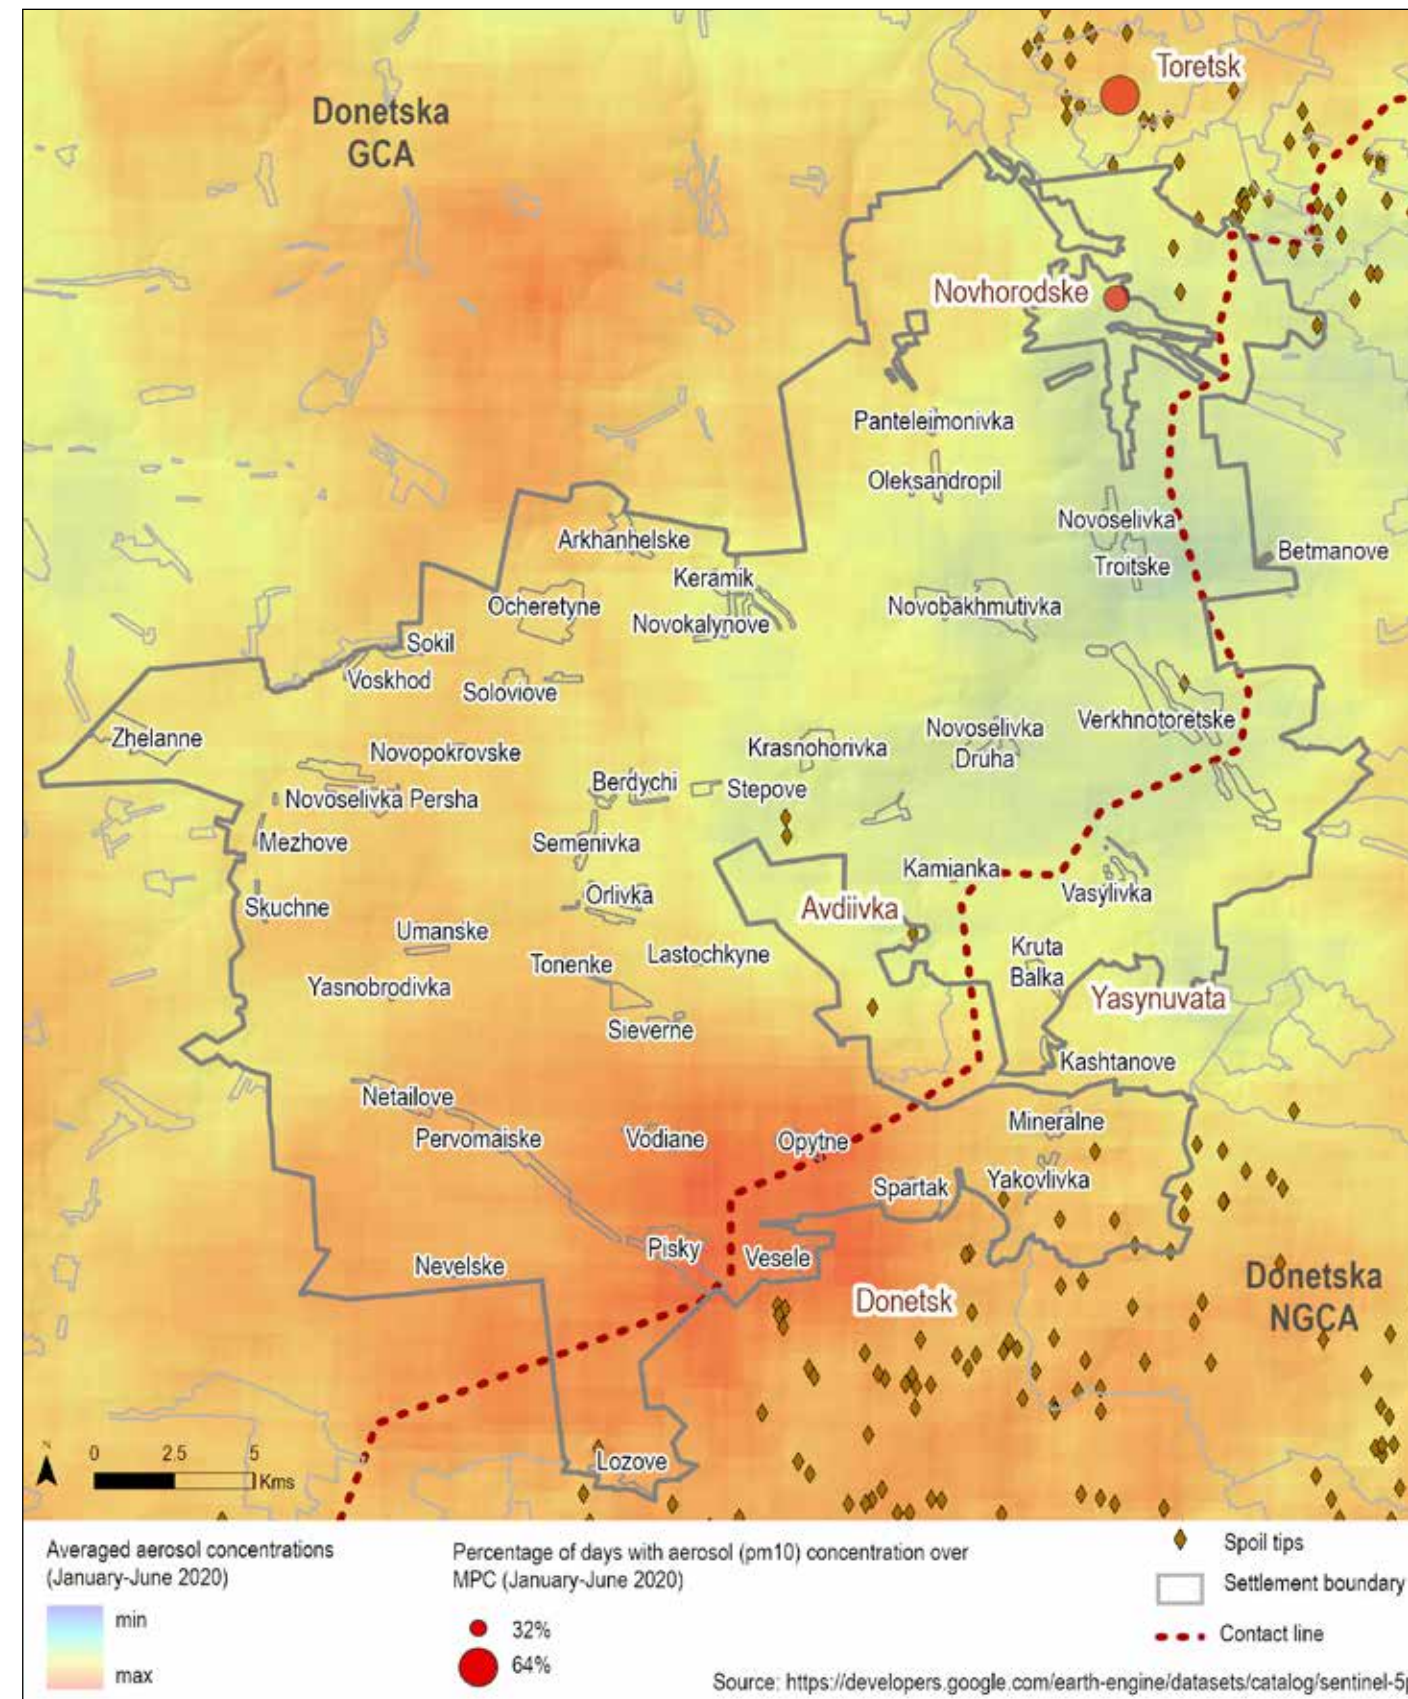 Toretsk
Donetska
GCA
Novhorodske
Panteleimonivka
Oleksandropil
Novoselivka
Arkhanhelske
Betmanove
Troitske
Keramik
Ocheretyne
Novobakhmutivka
Novokalynove
Sokil
Voskhod
Soloviove
Verkhnotoretske
Novoselivka
Druha
Zhelanne
Krasnohorivka
Novopokrovske
Berdychi
Stepove
Novoselivka Persha
Mezhove
Semenivka
Kamianka
Vasylivka
Orlivka
Skuchne
Avdiivka
Umanske
Kruta
Balka
Lastochkyne
Tonenke
Yasnobrodivka
Yasynuvata
Sieverne
Kashtanove
Netailove
Mineralne
Pervomaiske
Vodiane
Opytne
Yakovlivka
Spartak
Pisky
Vesele
Nevelske
Donetska
NGCA
Donetsk
Lozove
N
0 2.5 5
Kms
Averaged aerosol concentrations
(January-June 2020)
min
max
Percentage of days with aerosol (pm10) concentration over
MPC (January-June 2020)
32%
64%
Spoil tips
Settlement boundary
Contact line
Source: https://developers.google.com/earth-engine/datasets/catalog/sentinel-5p